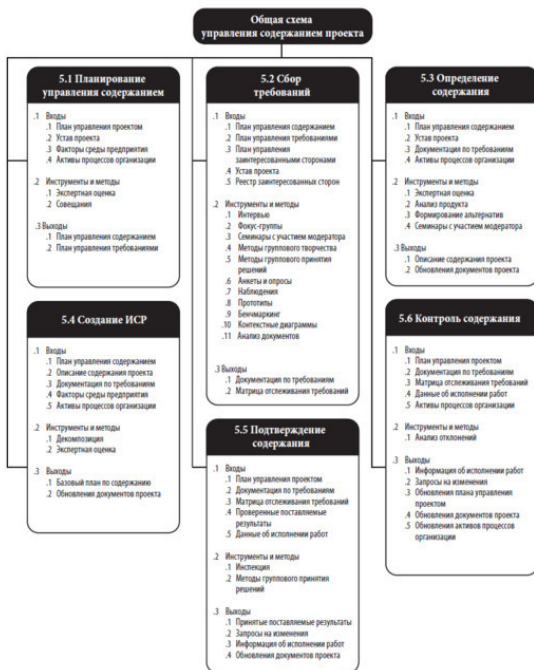 Общая схема
управления содержанием проекта
5.1 Планирование
управления содержанием
.1 Входы
.1 План управления проектом
.2 Устав проекта
.3 Факторы среды предприятия
.4 Активы процессов организации
.2 Инструменты и методы
.1 Экспертная оценка
.2 Совещания
.3 Выходы
.1 План управления содержанием
.2 План управления требованиями
5.2 Сбор
требований
.1 Входы
.1 План управления содержанием
.2 План управления требованиями
.3 План управления
заинтересованными сторонами
.4 Устав проекта
.5 Реестр заинтересованных сторон
.2 Инструменты и методы
.1 Интервью
.2 Фокус-группы
.3 Семинары с участием модератора
.4 Методы группового творчества
.5 Методы группового принятия
решений
.6 Анкеты и опросы
.7 Наблюдения
.8 Прототипы
.9 Бенчмаркинг
.10 Контекстные диаграммы
.11 Анализ документов
.3 Выходы
.1 Документация по требованиям
.2 Матрица отслеживания требований
5.3 Определение
содержания
.1 Входы
.1 План управления содержанием
.2 Устав проекта
.3 Документация по требованиям
.4 Активы процессов организации
.2 Инструменты и методы
.1 Экспертная оценка
.2 Анализ продукта
.3 Формирование альтернатив
.4 Семинары с участием модератора
.3 Выходы
.1 Описание содержания проекта
.2 Обновления документов проекта
5.4 Создание ИСР
.1 Входы
.1 План управления содержанием
.2 Описание содержания проекта
.3 Документация по требованиям
.4 Факторы среды предприятия
.5 Активы процессов организации
.2 Инструменты и методы
.1 Декомпозиция
.2 Экспертная оценка
.3 Выходы
.1 Базовый план по содержанию
.2 Обновления документов проекта
5.5 Подтверждение
содержания
.1 Входы
.1 План управления проектом
.2 Документация по требованиям
.3 Матрица отслеживания требований
.4 Проверенные поставляемые
результаты
.5 Данные об исполнении работ
.2 Инструменты и методы
.1 Инспекция
.2 Методы группового принятия
решений
.3 Выходы
.1 Принятые поставляемые результаты
.2 Запросы на изменения
.3 Информация об исполнении работ
.4 Обновления документов проекта
5.6 Контроль содержания
.1 Входы
.1 План управления проектом
.2 Документация по требованиям
.3 Матрица отслеживания требований
.4 Данные об исполнении работ
.5 Активы процессов организации
.2 Инструменты и методы
.1 Анализ отклонений
.3 Выходы
.1 Информация об исполнении работ
.2 Запросы на изменения
.3 Обновления плана управления
проектом
.4 Обновления документов проекта
.5 Обновления активов процессов
организации